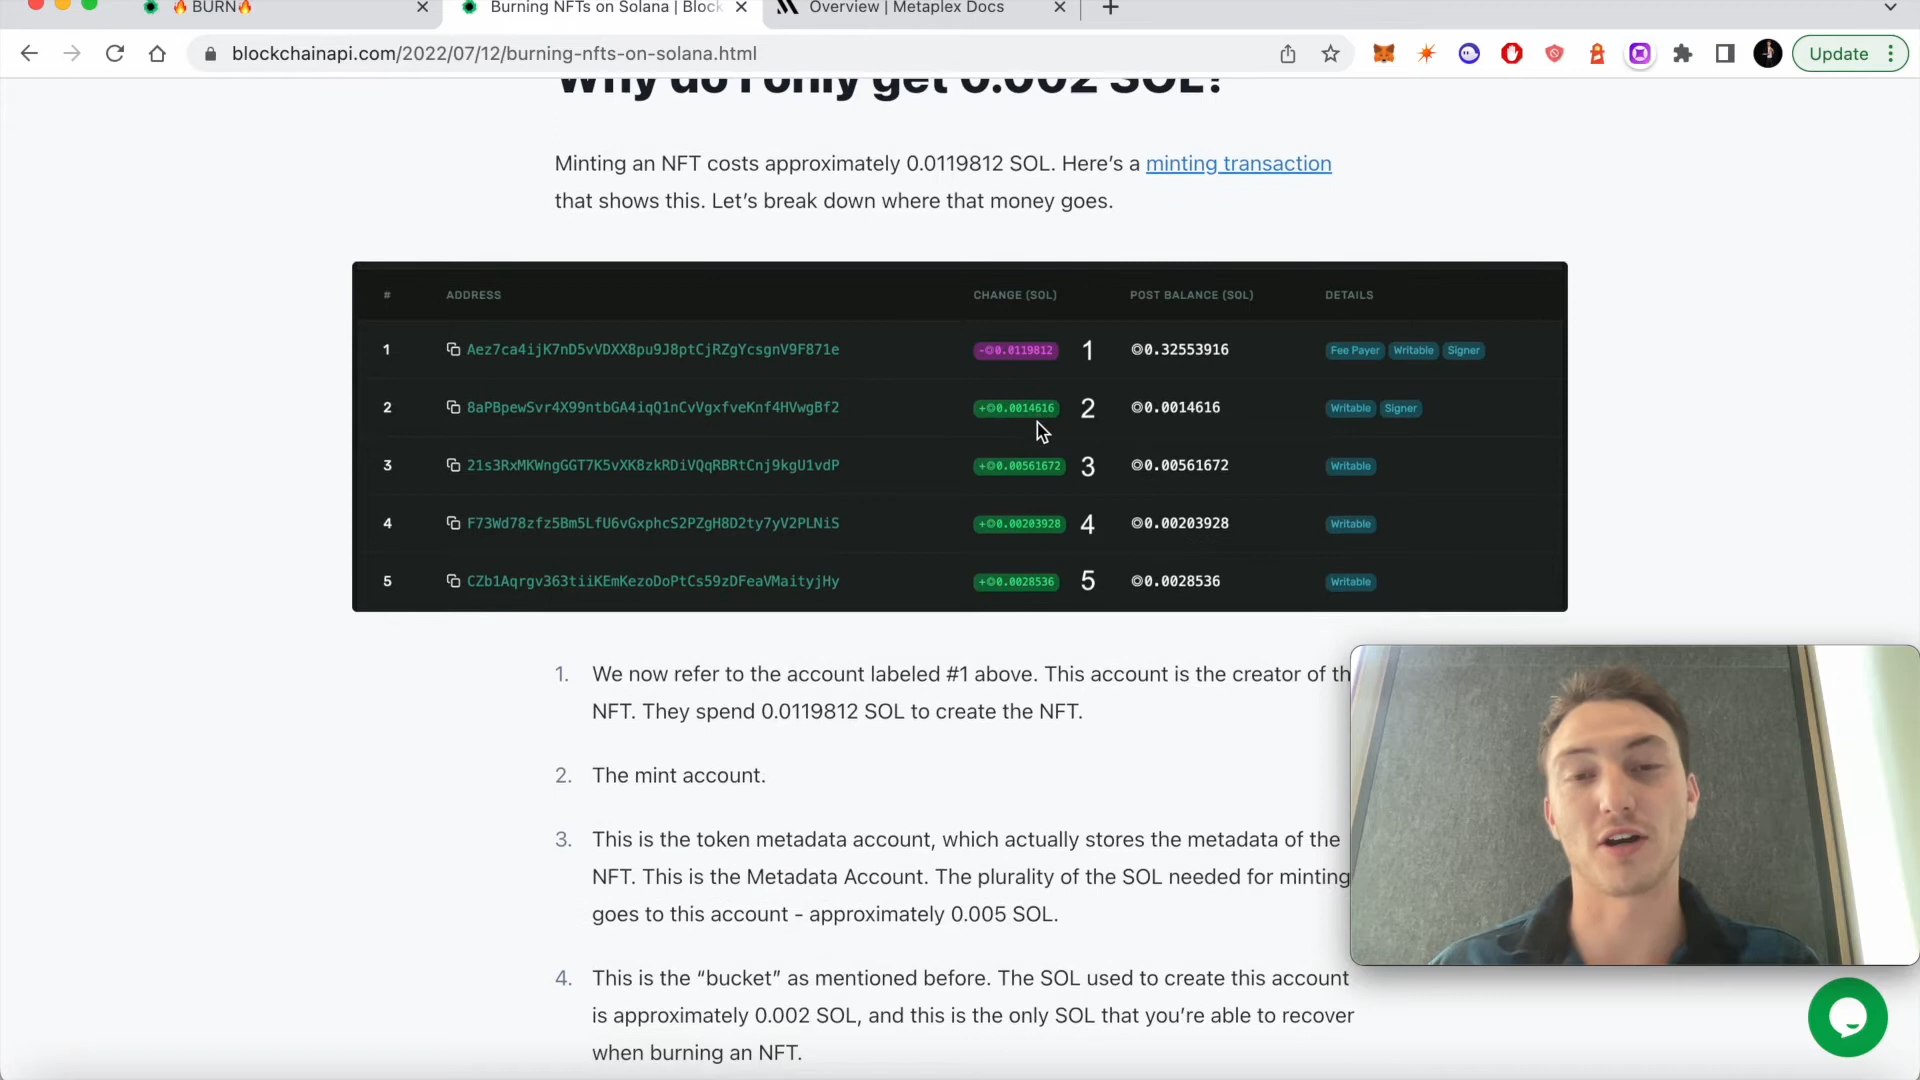 🔥BURN🔥
Burning NFTs on Solana | Block
Overview | Metaplex Docs
blockchainapi.com/2022/07/12/burning-nfts-on-solana.html
Update
Why do I only get 0.002 SOL?
Minting an NFT costs approximately 0.0119812 SOL. Here's a minting transaction
that shows this. Let's break down where that money goes.
# ADDRESS CHANGE (SOL) POST BALANCE (SOL) DETAILS
1 Aez7ca4ijK7nD5vVDXX8pu9J8ptCjRZgYcsgnV9F871e -◎0.0119812 1 ◎0.32553916 Fee Payer Writable Signer
2 8aPBpewSvr4X99ntbGA4iqQ1nCvVgxfveKnf4HVwgBf2 +◎0.0014616 2 ◎0.0014616 Writable Signer
3 21s3RxMKWngGGT7K5vXK8zkRDiVQqRBRtCnj9kgU1vdP +◎0.00561672 3 ◎0.00561672 Writable
4 F73Wd78zfz5Bm5LfU6vGxphcS2PZgH8D2ty7yV2PLNiS +◎0.00203928 4 ◎0.00203928 Writable
5 CZb1Aqrgv363tiiKEmKezoDoPtCs59zDFeaVMaityjHy +◎0.0028536 5 ◎0.0028536 Writable
1. We now refer to the account labeled #1 above. This account is the creator of th
NFT. They spend 0.0119812 SOL to create the NFT.
2. The mint account.
3. This is the token metadata account, which actually stores the metadata of the
NFT. This is the Metadata Account. The plurality of the SOL needed for minting
goes to this account - approximately 0.005 SOL.
4. This is the “bucket” as mentioned before. The SOL used to create this account
is approximately 0.002 SOL, and this is the only SOL that you're able to recover
when burning an NFT.